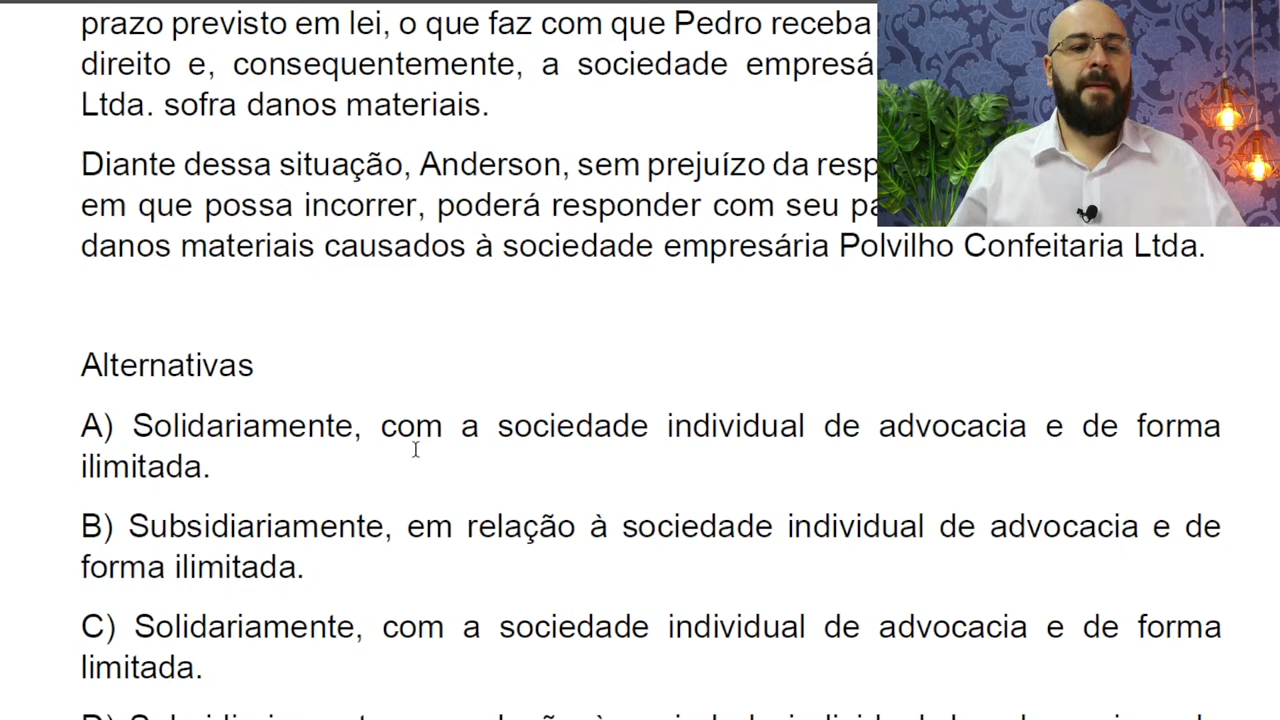 prazo previsto em lei, o que faz com que Pedro receba
direito e, consequentemente, a sociedade empresá
Ltda. sofra danos materiais.
Diante dessa situação, Anderson, sem prejuízo da resp
em que possa incorrer, poderá responder com seu pa
danos materiais causados à sociedade empresária Polvilho Confeitaria Ltda.
Alternativas
A) Solidariamente, com a sociedade individual de advocacia e de forma
ilimitada.
B) Subsidiariamente, em relação à sociedade individual de advocacia e de
forma ilimitada.
C) Solidariamente, com a sociedade individual de advocacia e de forma
limitada.